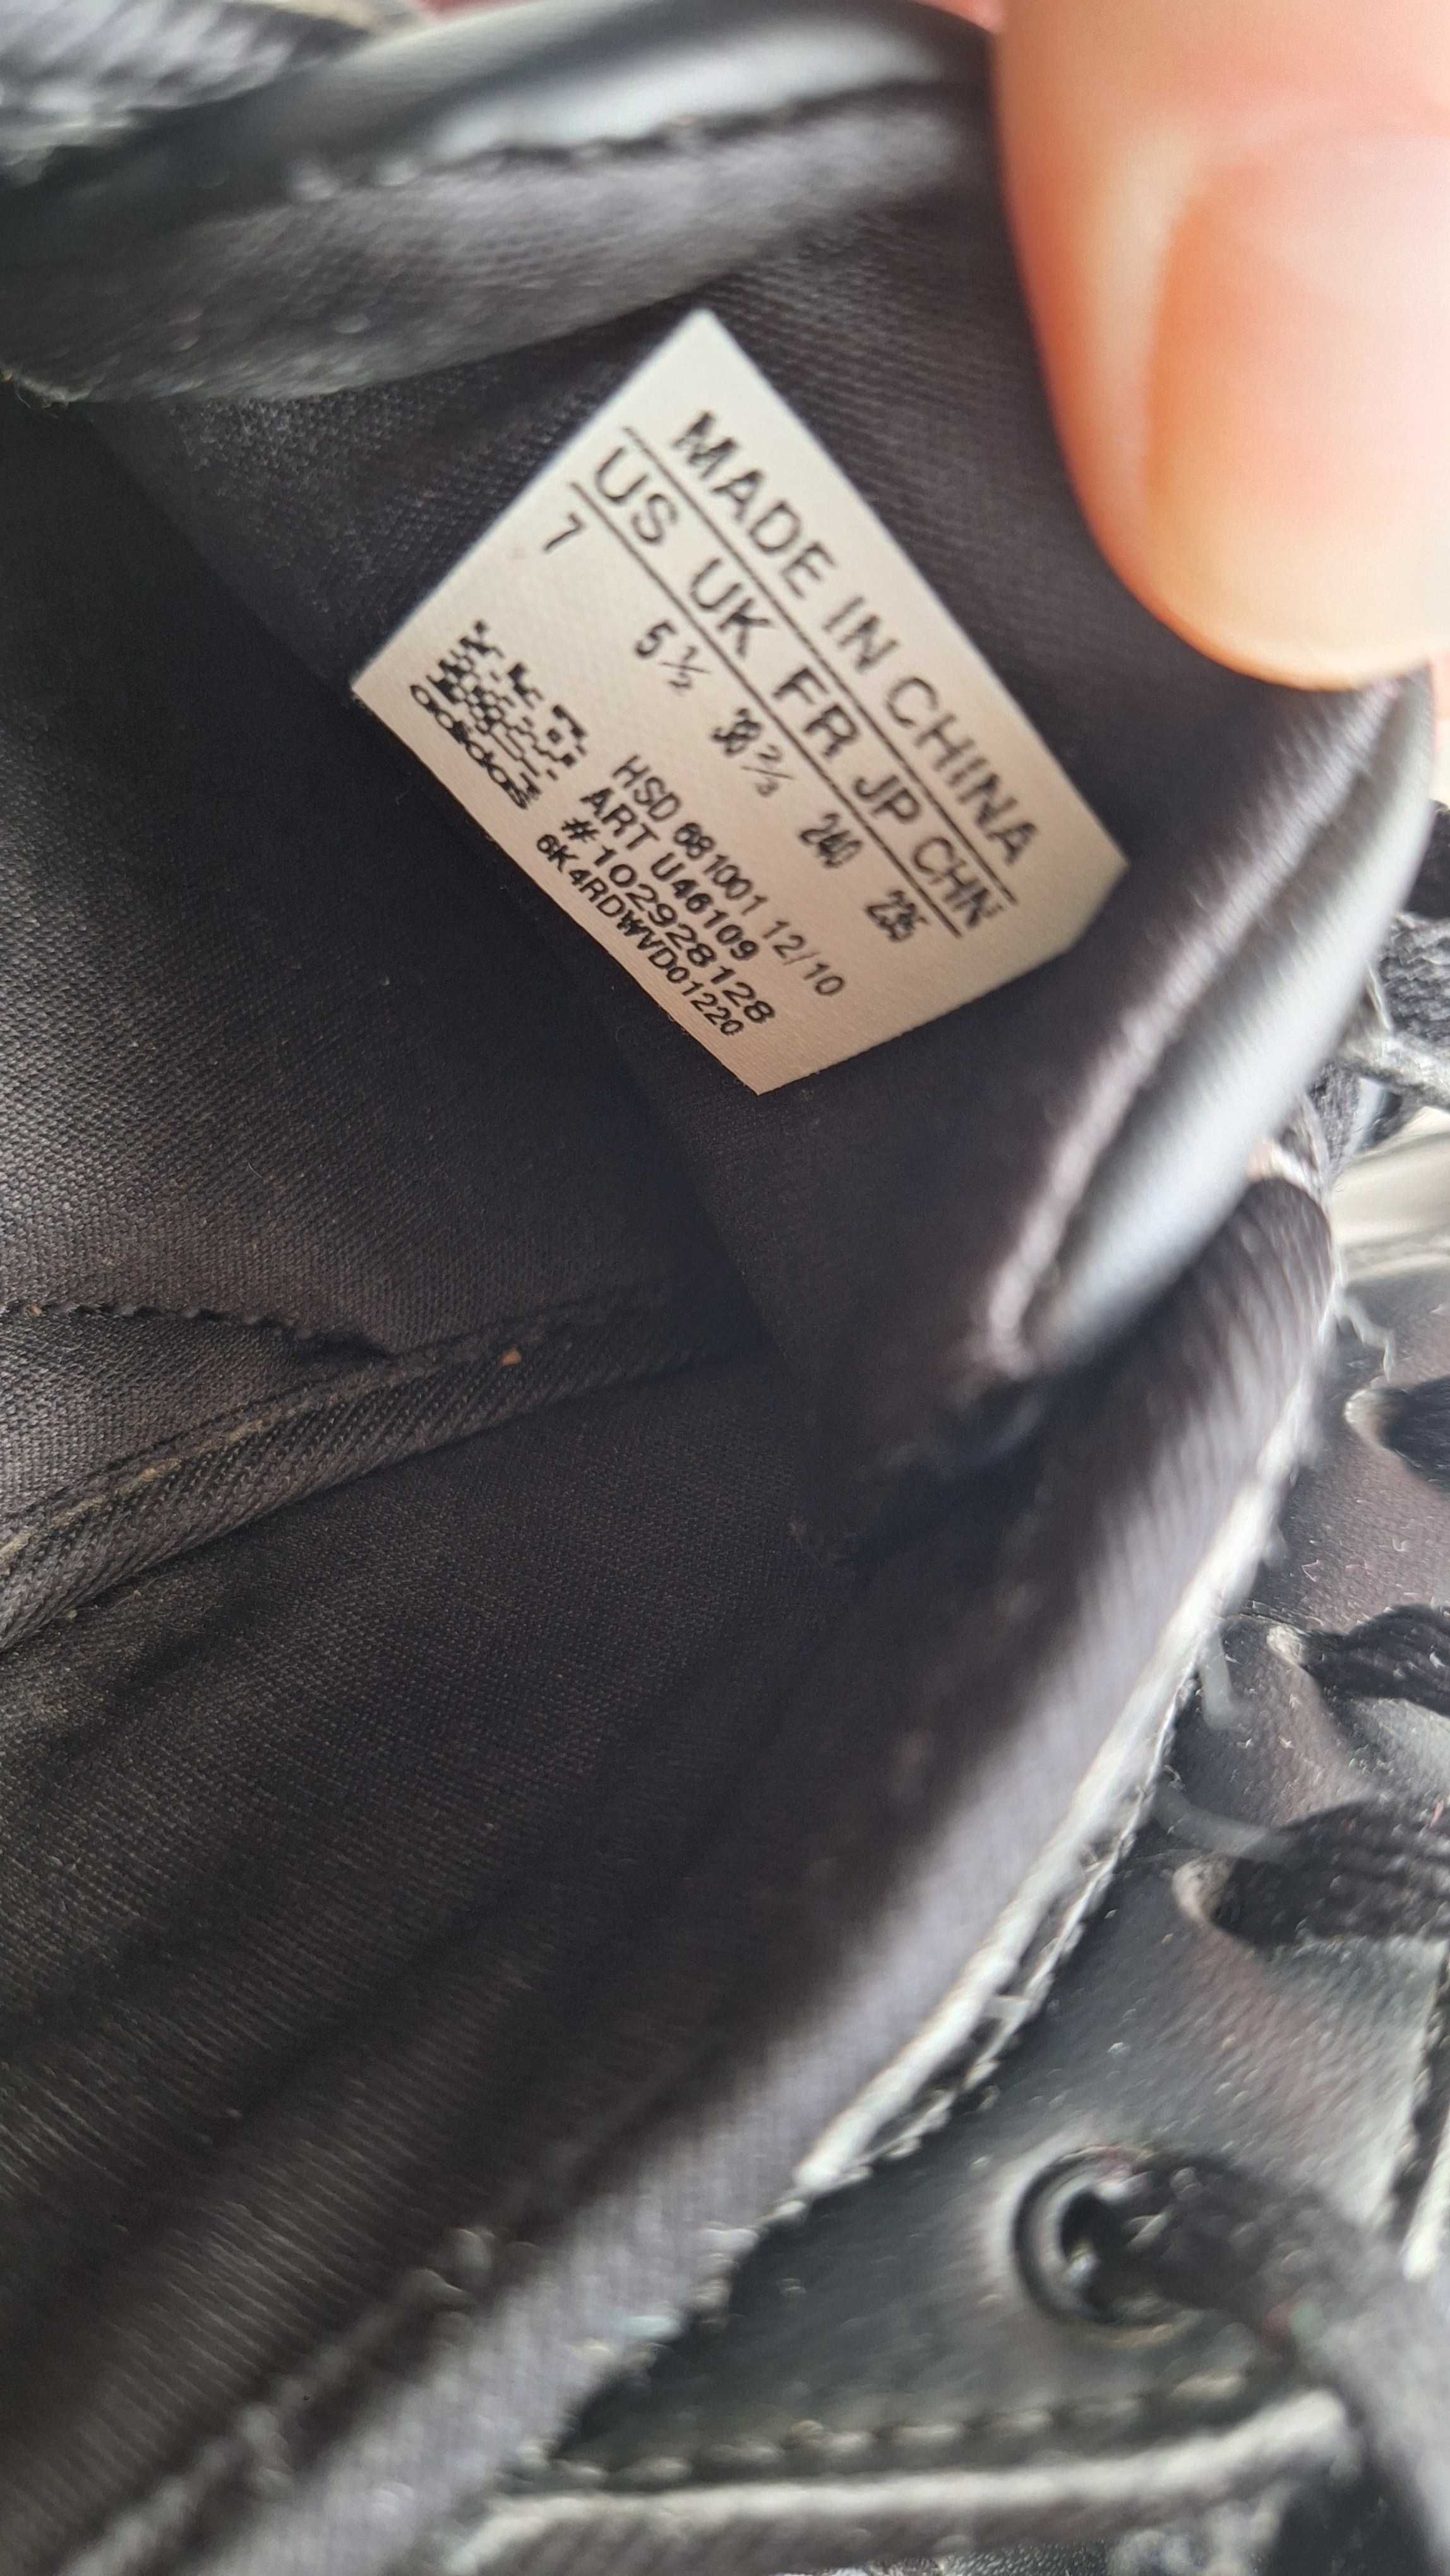 MADE IN CHINA
US UK FR JP CHN
7 5½ 38⅔ 240 235
adidas
HSD 681001 12/10
ART U46109
#102928128
6K4RDWVD01220